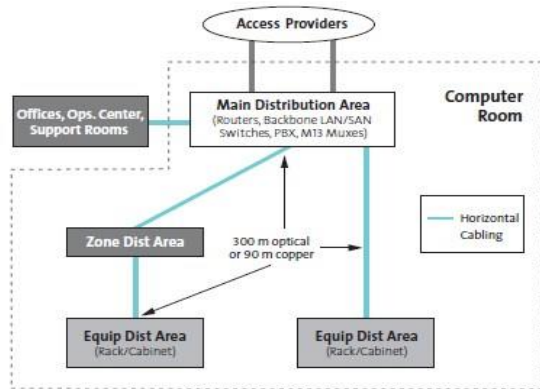 Access Providers
Main Distribution Area
(Routers, Backbone LAN/SAN
Switches, PBX, M13 Muxes)
Computer
Room
Offices, Ops. Center,
Support Rooms
Horizontal
Cabling
Zone Dist Area
300 m optical
or 90 m copper
Equip Dist Area
(Rack/Cabinet)
Equip Dist Area
(Rack/Cabinet)